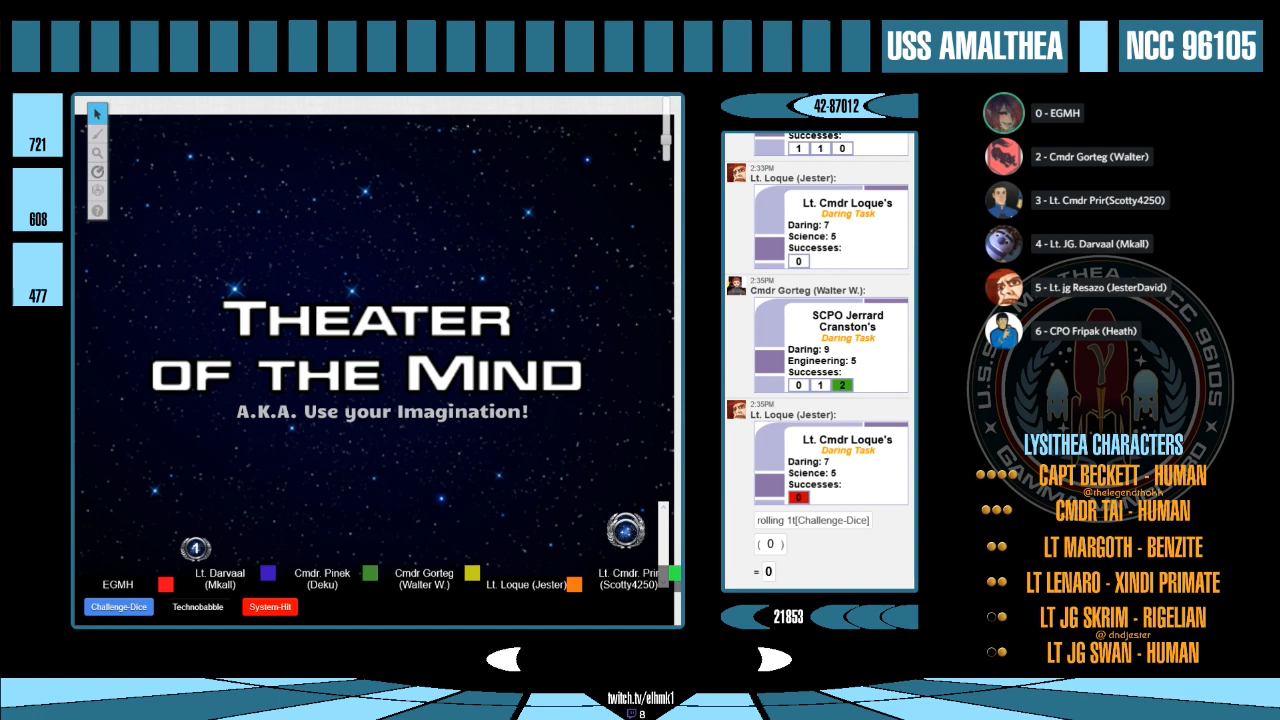 USS AMALTHEA
NCC 96105
721
608
477
THEATER
OF THE MIND
A.K.A. Use your Imagination!
4
EGMH
Lt. Darvaal
(Mkall)
Cmdr. Pinek
(Deku)
Cmdr Gorteg
(Walter W.)
Lt. Loque (Jester)
Lt. Cmdr. Prir
(Scotty4250)
Challenge-Dice
Technobabble
System-Hit
42-87012
Successes:
1 1 0
2:33PM
Lt. Loque (Jester):
Lt. Cmdr Loque's
Daring Task
Daring: 7
Science: 5
Successes:
0
2:35PM
Cmdr Gorteg (Walter W.):
SCPO Jerrard
Cranston's
Daring Task
Daring: 9
Engineering: 5
Successes:
0 1 2
2:35PM
Lt. Loque (Jester):
Lt. Cmdr Loque's
Daring Task
Daring: 7
Science: 5
Successes:
0
rolling 1t[Challenge-Dice]
( 0 )
= 0
21853
0 - EGMH
2 - Cmdr Gorteg (Walter)
3 - Lt. Cmdr Prir(Scotty4250)
4 - Lt. JG. Darvaal (Mkall)
5 - Lt. jg Resazo (JesterDavid)
6 - CPO Fripak (Heath)
LYSITHEA CHARACTERS
CAPT BECKETT - HUMAN
@thelegendhohh
CMDR TAI - HUMAN
LT MARGOTH - BENZITE
LT LENARO - XINDI PRIMATE
LT JG SKRIM - RIGELIAN
@dndjester
LT JG SWAN - HUMAN
twitch.tv/elhmk1
8